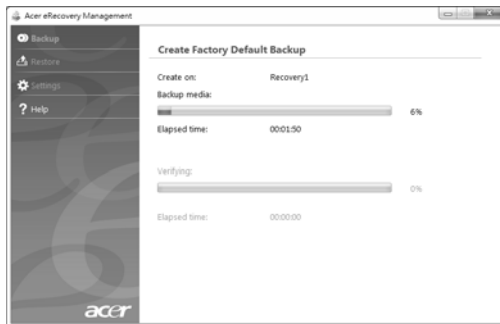 Acer eRecovery Management
Backup
Restore
Settings
Help
Create Factory Default Backup
Create on: Recovery1
Backup media:
6%
Elapsed time: 00:01:50
Verifying:
0%
Elapsed time: 00:00:00
acer